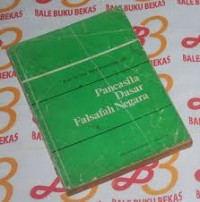 BALE BUKU BEKAS
Pancasila
Dasar
Falsafah Negara
BALE BUKU BEKAS
BALE BUKU BEKAS